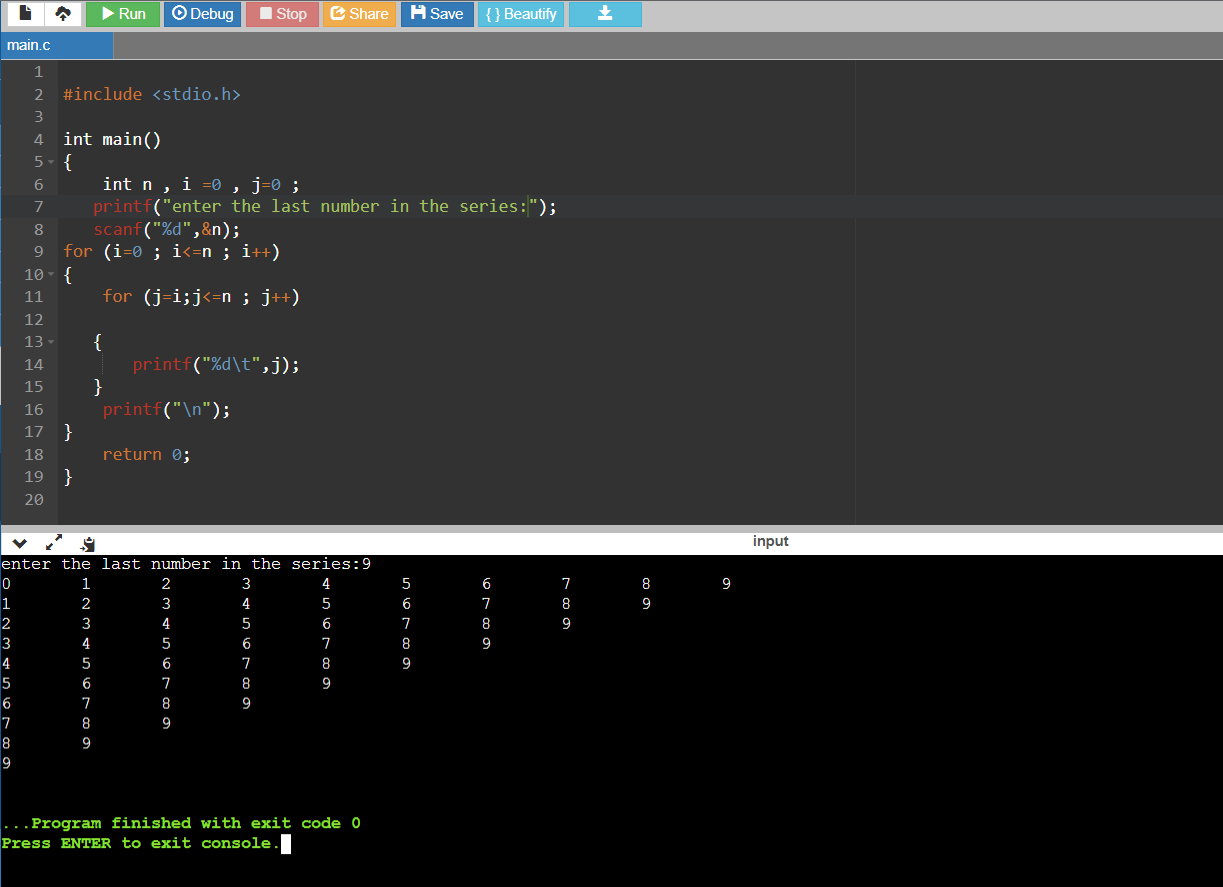 Run Debug Stop Share Save { } Beautify
main.c
1
2 #include <stdio.h>
3
4 int main()
5 {
6     int n , i =0 , j=0 ;
7    printf("enter the last number in the series:");
8    scanf("%d",&n);
9 for (i=0 ; i<=n ; i++)
10 {
11     for (j=i;j<=n ; j++)
12
13    {
14        printf("%d\t",j);
15    }
16     printf("\n");
17 }
18     return 0;
19 }
20
input
enter the last number in the series:9
0 1 2 3 4 5 6 7 8 9
1 2 3 4 5 6 7 8 9
2 3 4 5 6 7 8 9
3 4 5 6 7 8 9
4 5 6 7 8 9
5 6 7 8 9
6 7 8 9
7 8 9
8 9
9
...Program finished with exit code 0
Press ENTER to exit console.